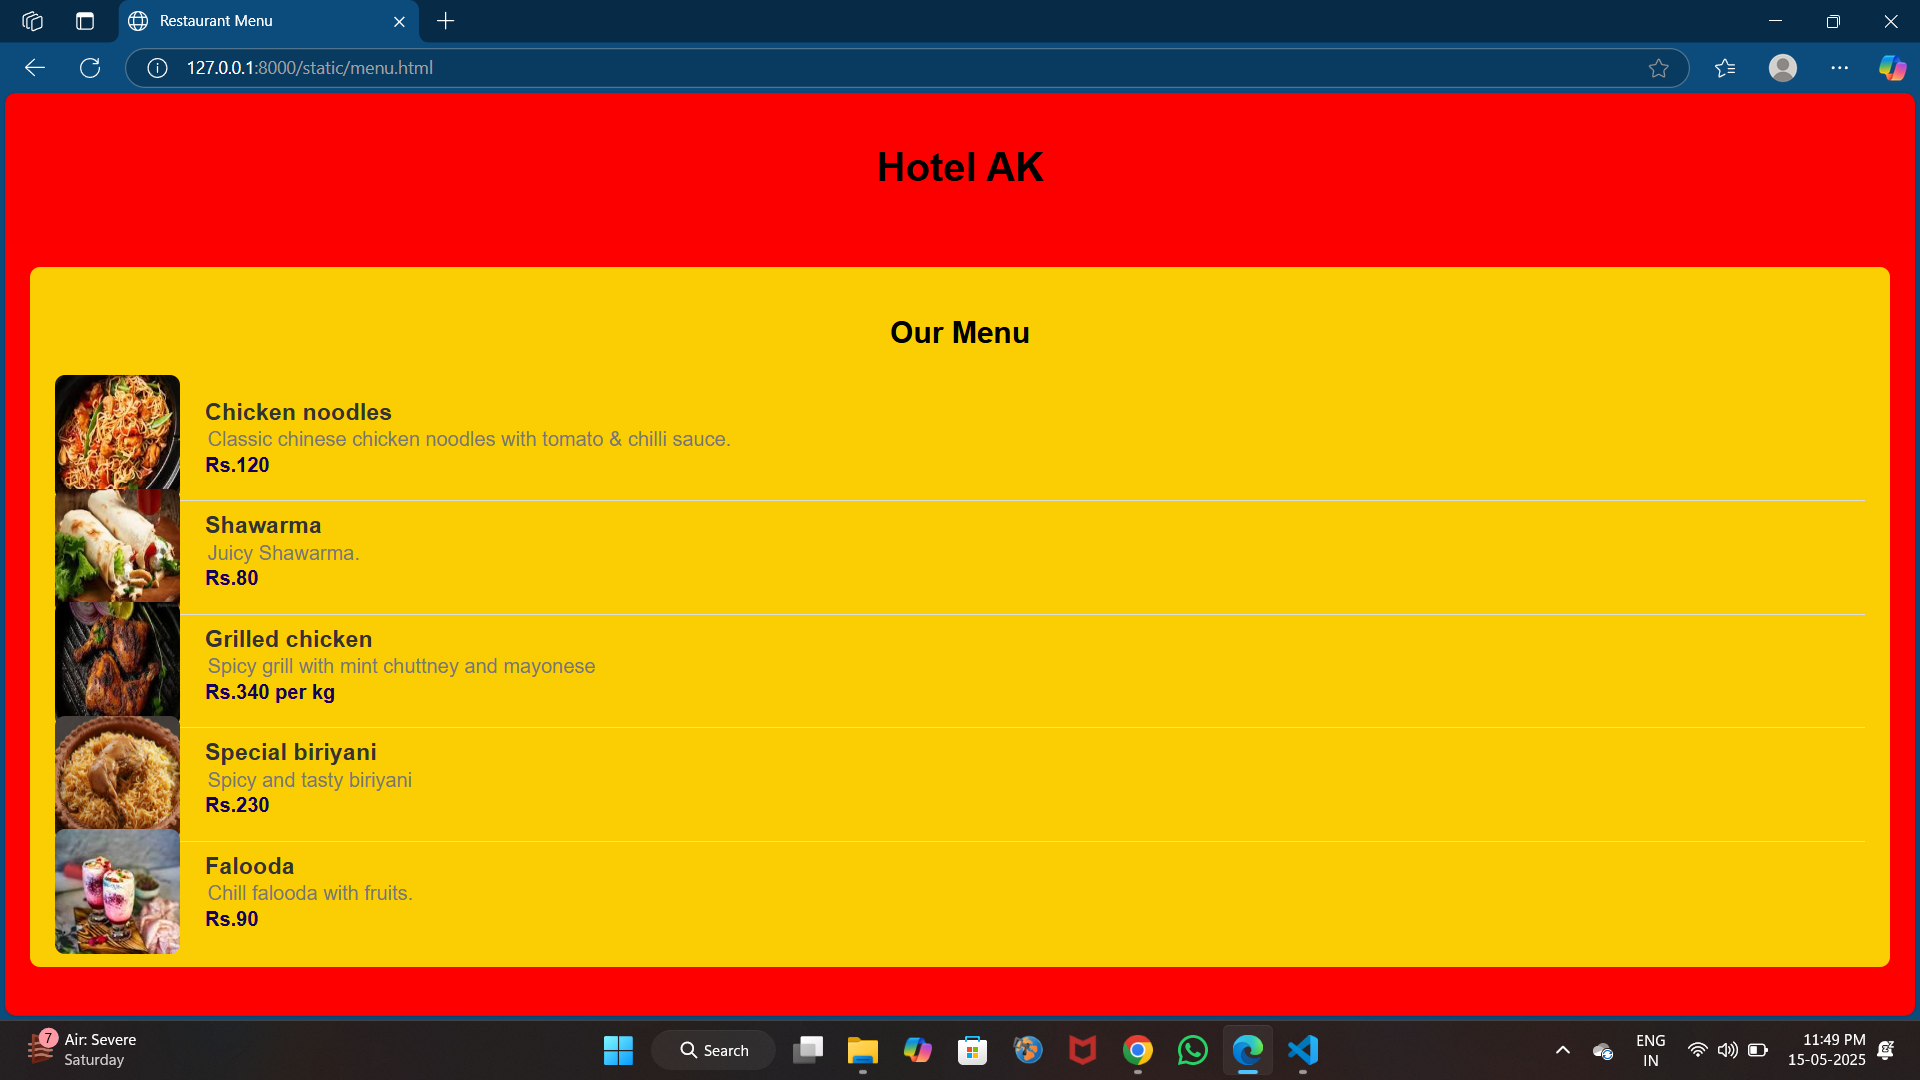 Restaurant Menu
127.0.0.1:8000/static/menu.html
Hotel AK
Our Menu
Chicken noodles
Classic chinese chicken noodles with tomato & chilli sauce.
Rs.120
Shawarma
Juicy Shawarma.
Rs.80
Grilled chicken
Spicy grill with mint chuttney and mayonese
Rs.340 per kg
Special biriyani
Spicy and tasty biriyani
Rs.230
Falooda
Chill falooda with fruits.
Rs.90
7
Air: Severe
Saturday
Search
ENG
IN
11:49 PM
15-05-2025